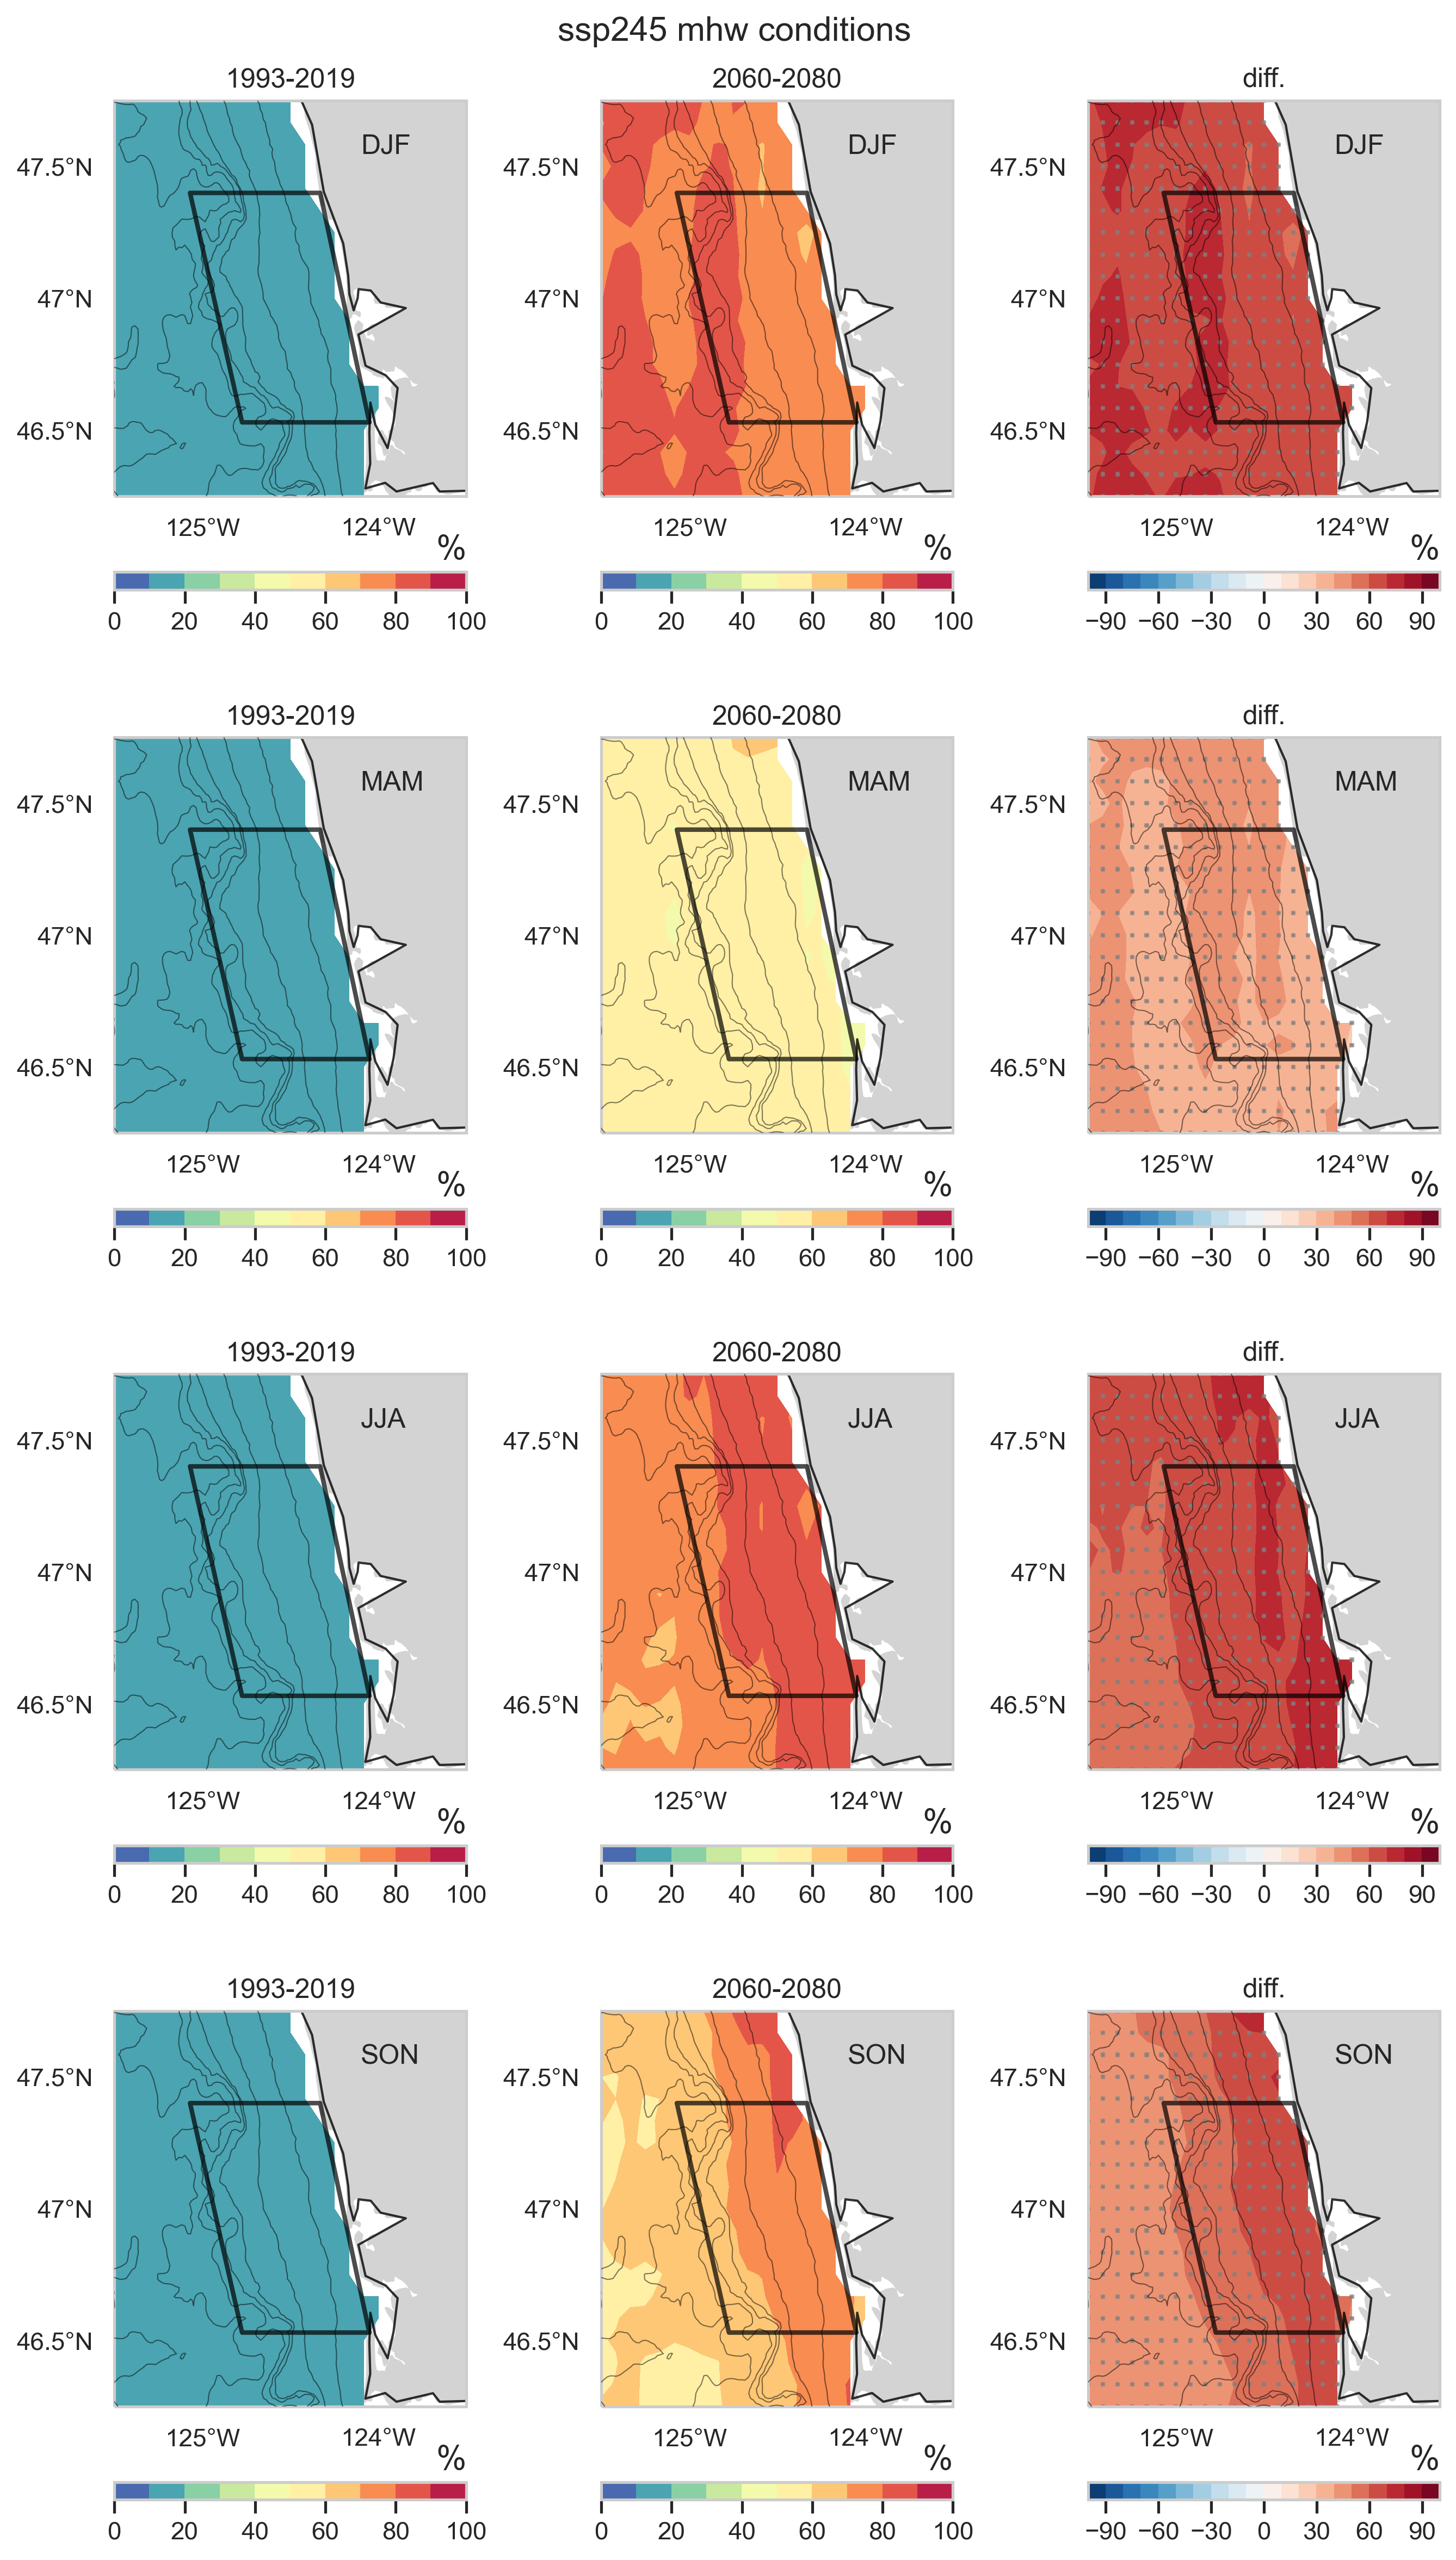 ssp245 mhw conditions
1993-2019 2060-2080 diff.
DJF DJF DJF
47.5°N 47.5°N 47.5°N
47°N 47°N 47°N
46.5°N 46.5°N 46.5°N
125°W 124°W 125°W 124°W 125°W 124°W
% % %
0 20 40 60 80 100 0 20 40 60 80 100 −90 −60 −30 0 30 60 90
1993-2019 2060-2080 diff.
MAM MAM MAM
47.5°N 47.5°N 47.5°N
47°N 47°N 47°N
46.5°N 46.5°N 46.5°N
125°W 124°W 125°W 124°W 125°W 124°W
% % %
0 20 40 60 80 100 0 20 40 60 80 100 −90 −60 −30 0 30 60 90
1993-2019 2060-2080 diff.
JJA JJA JJA
47.5°N 47.5°N 47.5°N
47°N 47°N 47°N
46.5°N 46.5°N 46.5°N
125°W 124°W 125°W 124°W 125°W 124°W
% % %
0 20 40 60 80 100 0 20 40 60 80 100 −90 −60 −30 0 30 60 90
1993-2019 2060-2080 diff.
SON SON SON
47.5°N 47.5°N 47.5°N
47°N 47°N 47°N
46.5°N 46.5°N 46.5°N
125°W 124°W 125°W 124°W 125°W 124°W
% % %
0 20 40 60 80 100 0 20 40 60 80 100 −90 −60 −30 0 30 60 90